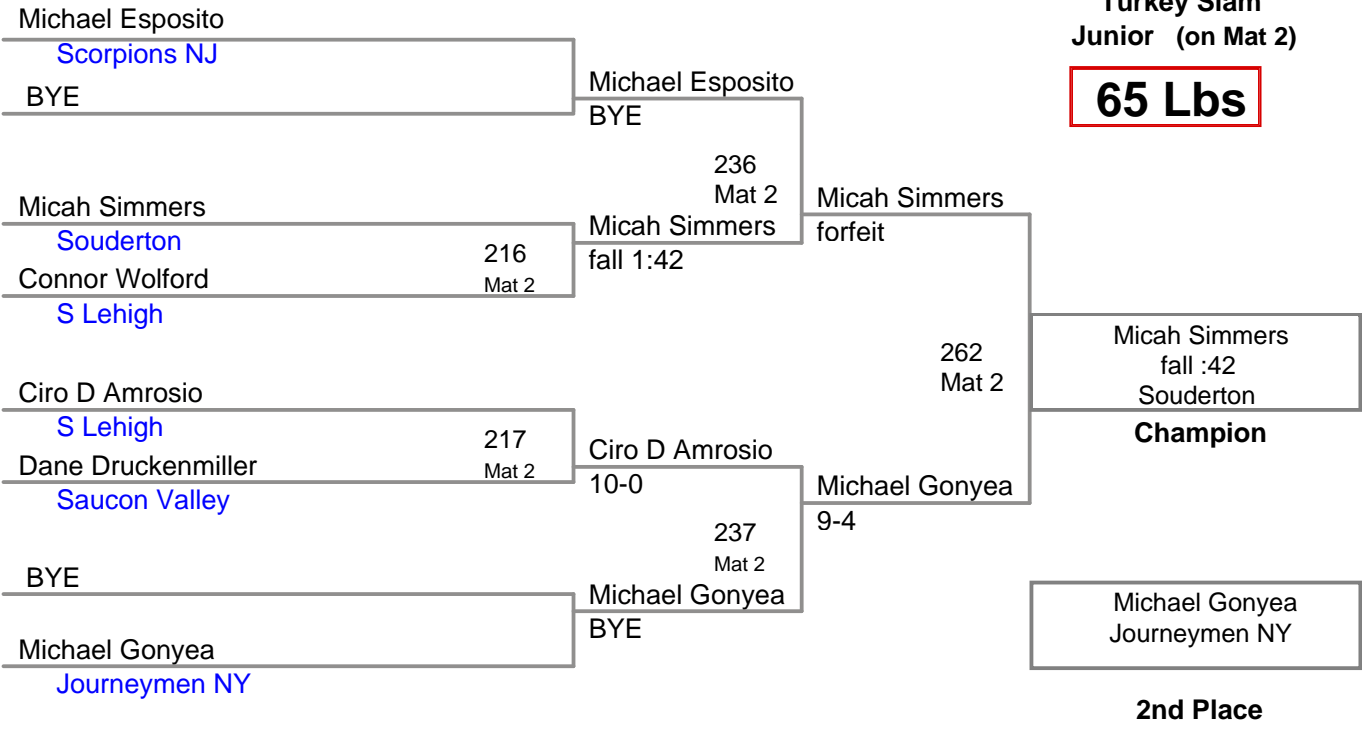 Turkey Slam
Junior (on Mat 2)
65 Lbs
Michael Esposito
Scorpions NJ
BYE
Micah Simmers
Souderton
216
Mat 2
Connor Wolford
S Lehigh
Ciro D Amrosio
S Lehigh
217
Mat 2
Dane Druckenmiller
Saucon Valley
BYE
Michael Gonyea
Journeymen NY
Michael Esposito
BYE
236
Mat 2
Micah Simmers
fall 1:42
Ciro D Amrosio
10-0
237
Mat 2
Michael Gonyea
BYE
Micah Simmers
forfeit
262
Mat 2
Michael Gonyea
9-4
Micah Simmers
fall :42
Souderton
Champion
Michael Gonyea
Journeymen NY
2nd Place